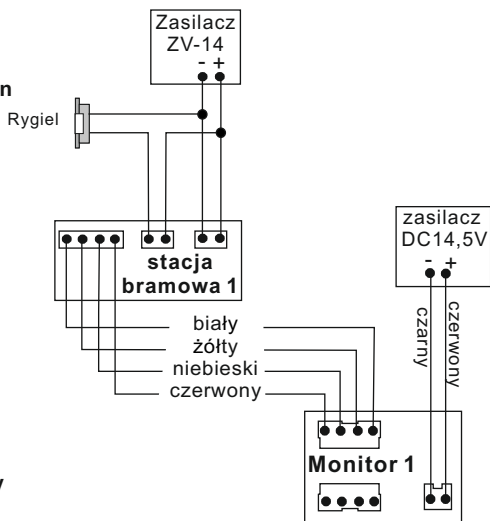 Zasilacz
ZV-14
- +
n
Rygiel
stacja
bramowa 1
zasilacz
DC14,5V
- +
czarny
czerwony
biały
żółty
niebieski
czerwony
Monitor 1
y